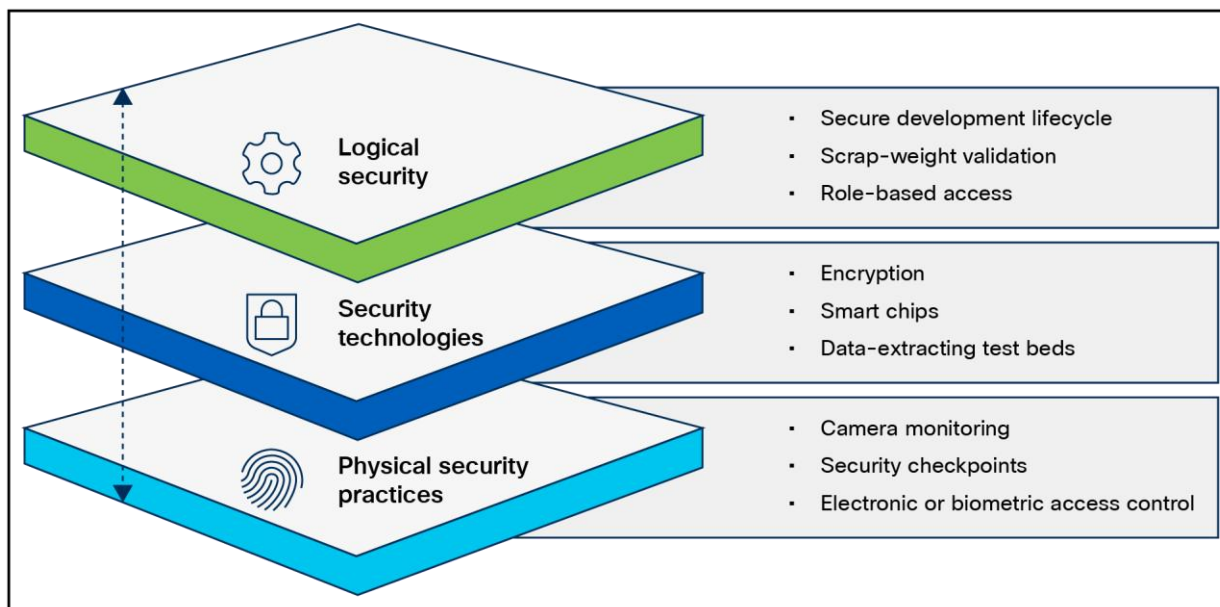 Logical
security
▪ Secure development lifecycle
▪ Scrap-weight validation
▪ Role-based access
Security
technologies
▪ Encryption
▪ Smart chips
▪ Data-extracting test beds
Physical security
practices
▪ Camera monitoring
▪ Security checkpoints
▪ Electronic or biometric access control